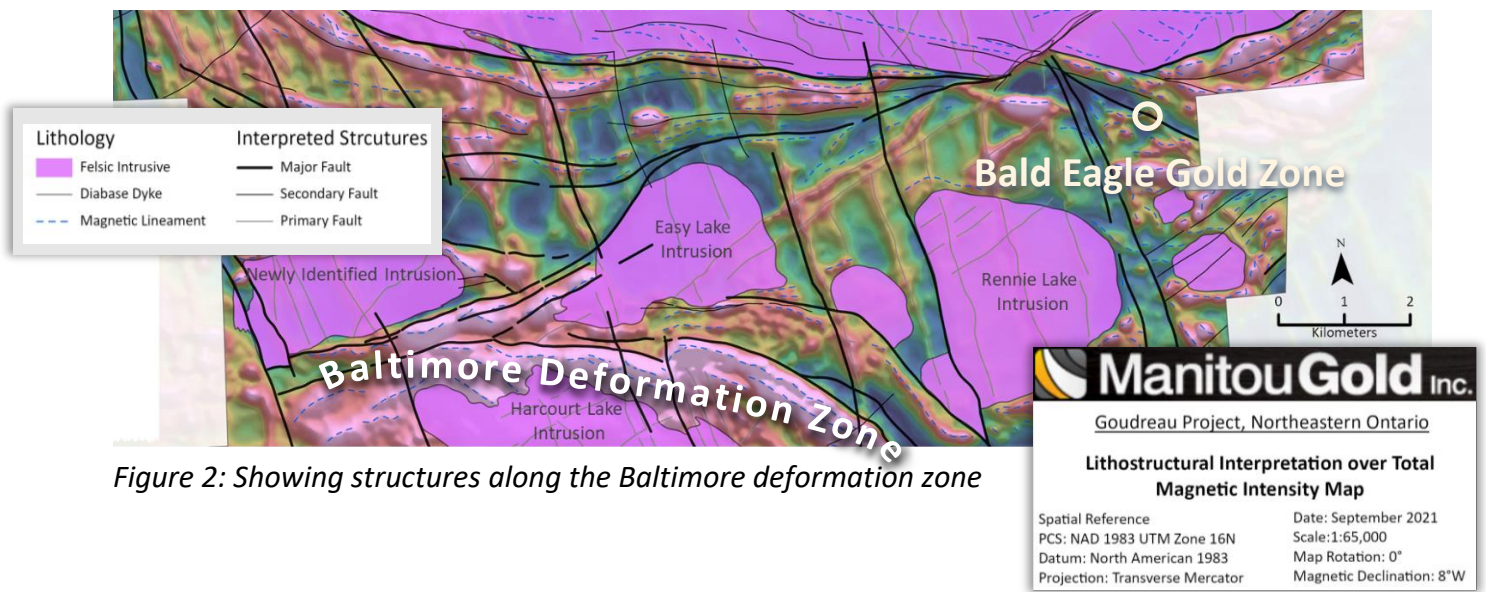 Lithology
Interpreted Strcutures
Felsic Intrusive
Major Fault
Diabase Dyke
Secondary Fault
Magnetic Lineament
Primary Fault
Bald Eagle Gold Zone
Easy Lake
Intrusion
Newly Identified Intrusion
Rennie Lake
Intrusion
N
0 1 2
Kilometers
Baltimore Deformation Zone
Harcourt Lake
Intrusion
Figure 2: Showing structures along the Baltimore deformation zone
Manitou Gold Inc.
Goudreau Project, Northeastern Ontario
Lithostructural Interpretation over Total
Magnetic Intensity Map
Spatial Reference
PCS: NAD 1983 UTM Zone 16N
Datum: North American 1983
Projection: Transverse Mercator
Date: September 2021
Scale:1:65,000
Map Rotation: 0°
Magnetic Declination: 8°W